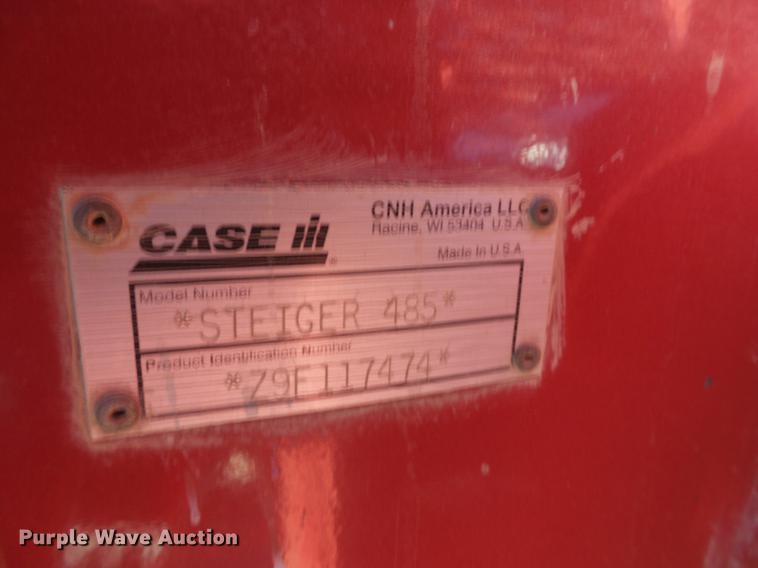 CASE IH
CNH America LLC
Racine, WI 53404 U.S.A.
Made In U.S.A.
Model Number
*STEIGER 485*
Product Identification Number
*Z9F117474*
Purple Wave Auction